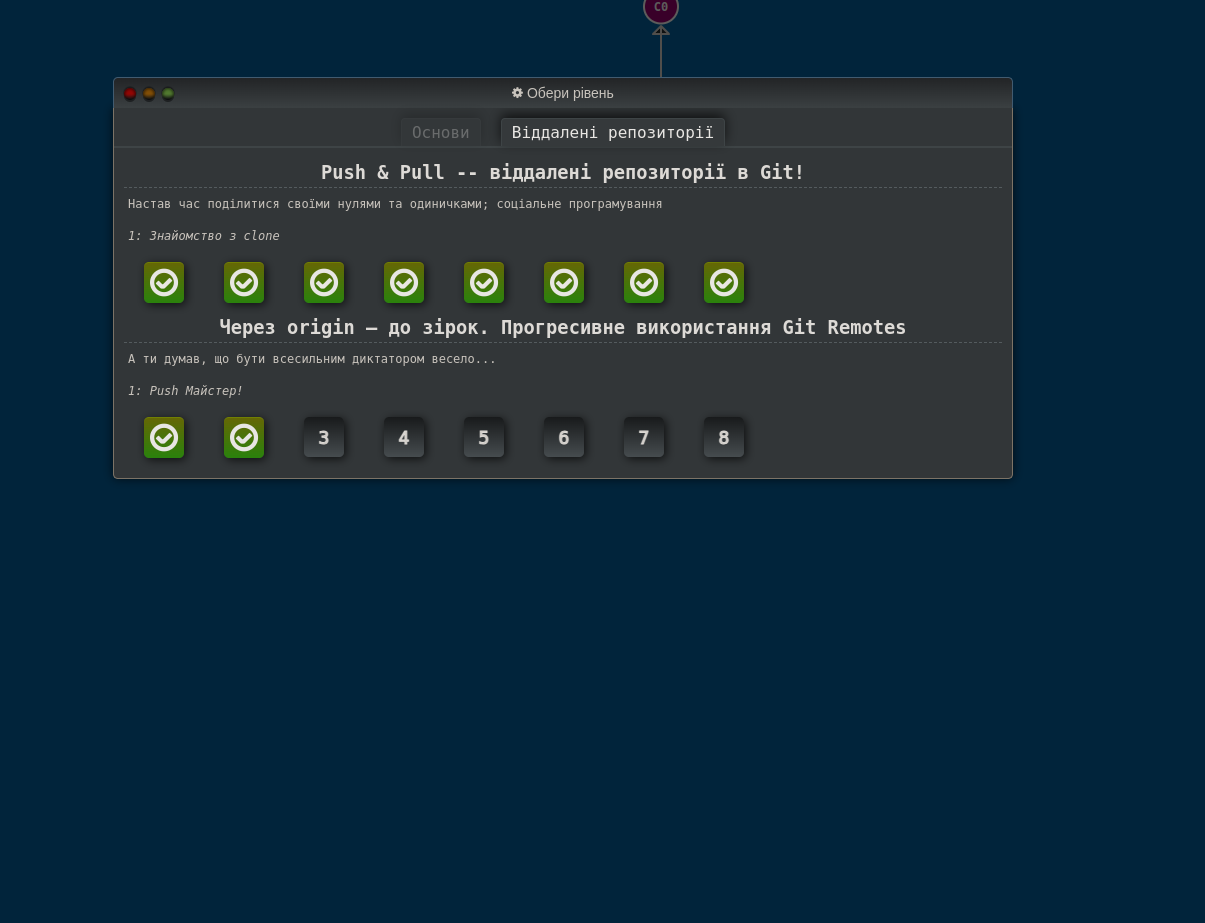 C0
Обери рівень
Основи Віддалені репозиторії
Push & Pull -- віддалені репозиторії в Git!
Настав час поділитися своїми нулями та одиничками; соціальне програмування
1: Знайомство з clone
Через origin – до зірок. Прогресивне використання Git Remotes
А ти думав, що бути всесильним диктатором весело...
1: Push Майстер!
3 4 5 6 7 8